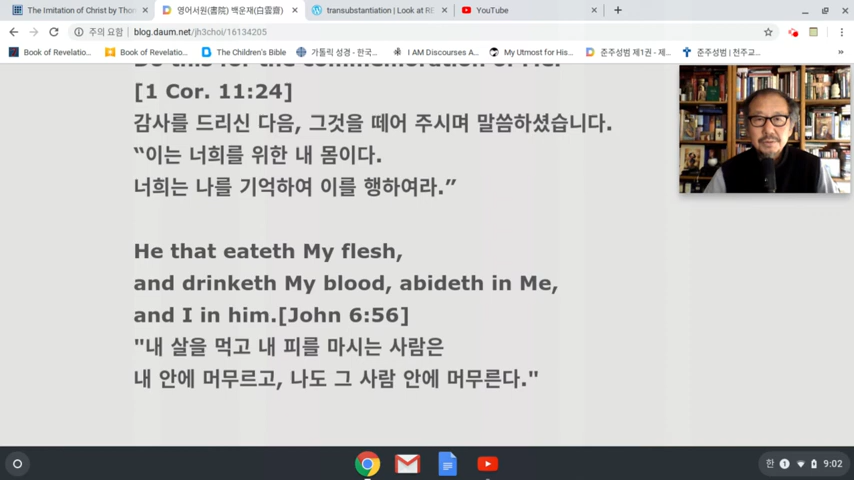 The Imitation of Christ by Tho
영어서원(書院) 백운재(白雲齋)
transubstantiation | Look at RE
YouTube
주의 요함
blog.daum.net/jh3choi/16134205
Book of Revelatio...
Book of Revelatio...
The Children's Bible
가톨릭 성경 - 한국...
I AM Discourses A...
My Utmost for His...
준주성범 제1권 - 제...
준주성범 | 천주교...
Do this for the commemoration of Me.
[1 Cor. 11:24]
감사를 드리신 다음, 그것을 떼어 주시며 말씀하셨습니다.
“이는 너희를 위한 내 몸이다.
너희는 나를 기억하여 이를 행하여라.”
He that eateth My flesh,
and drinketh My blood, abideth in Me,
and I in him.[John 6:56]
"내 살을 먹고 내 피를 마시는 사람은
내 안에 머무르고, 나도 그 사람 안에 머무른다."
한 1 9:02